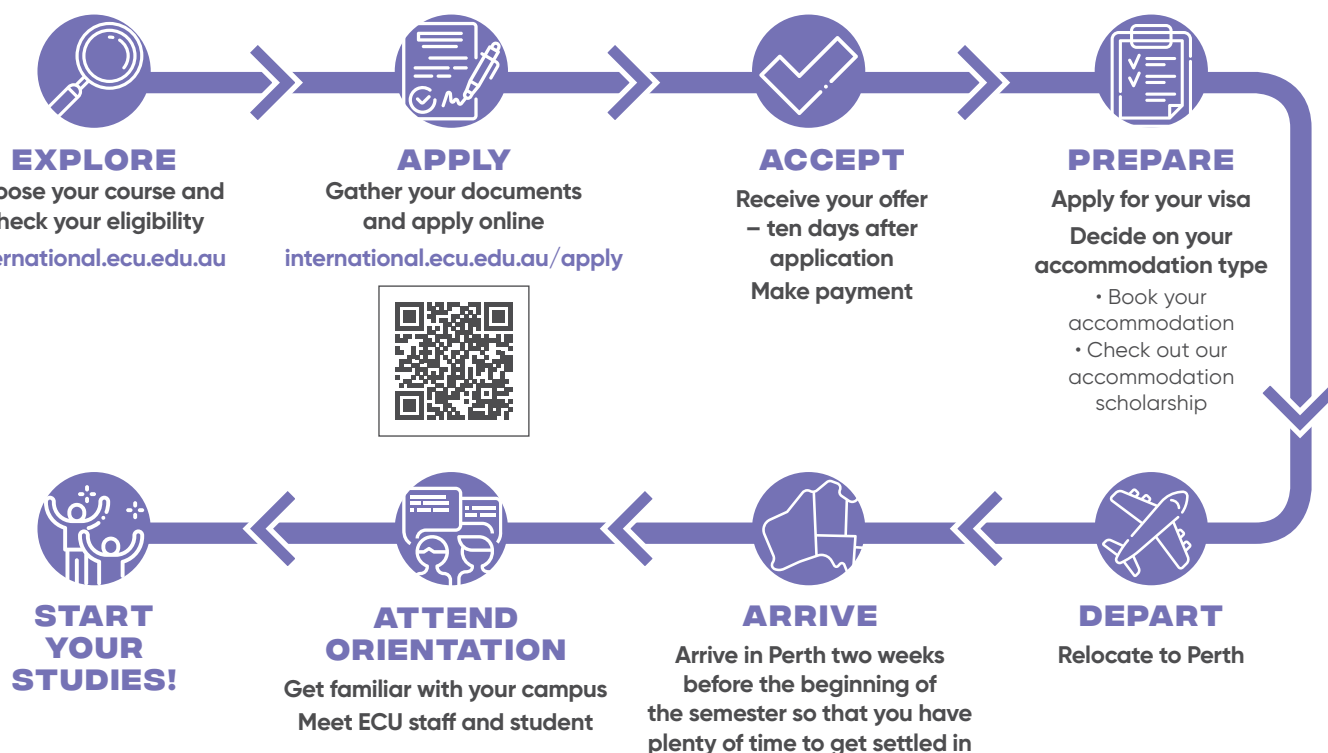 EXPLORE
oose your course and
heck your eligibility
ernational.ecu.edu.au
APPLY
Gather your documents
and apply online
international.ecu.edu.au/apply
ACCEPT
Receive your offer
– ten days after
application
Make payment
PREPARE
Apply for your visa
Decide on your
accommodation type
• Book your
accommodation
• Check out our
accommodation
scholarship
DEPART
Relocate to Perth
ARRIVE
Arrive in Perth two weeks
before the beginning of
the semester so that you have
plenty of time to get settled in
ATTEND
ORIENTATION
Get familiar with your campus
Meet ECU staff and student
START
YOUR
STUDIES!